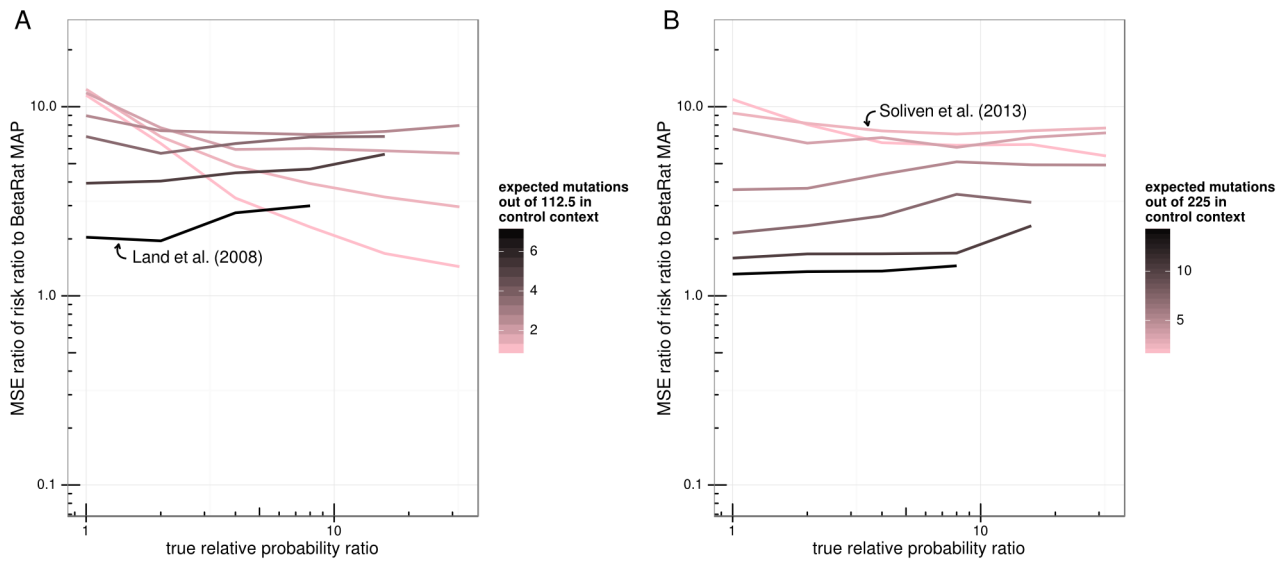 A
MSE ratio of risk ratio to BetaRat MAP
10.0
1.0
0.1
1
10
true relative probability ratio
Land et al. (2008)
expected mutations
out of 112.5 in
control context
6
4
2
B
MSE ratio of risk ratio to BetaRat MAP
10.0
1.0
0.1
1
10
true relative probability ratio
Soliven et al. (2013)
expected mutations
out of 225 in
control context
10
5